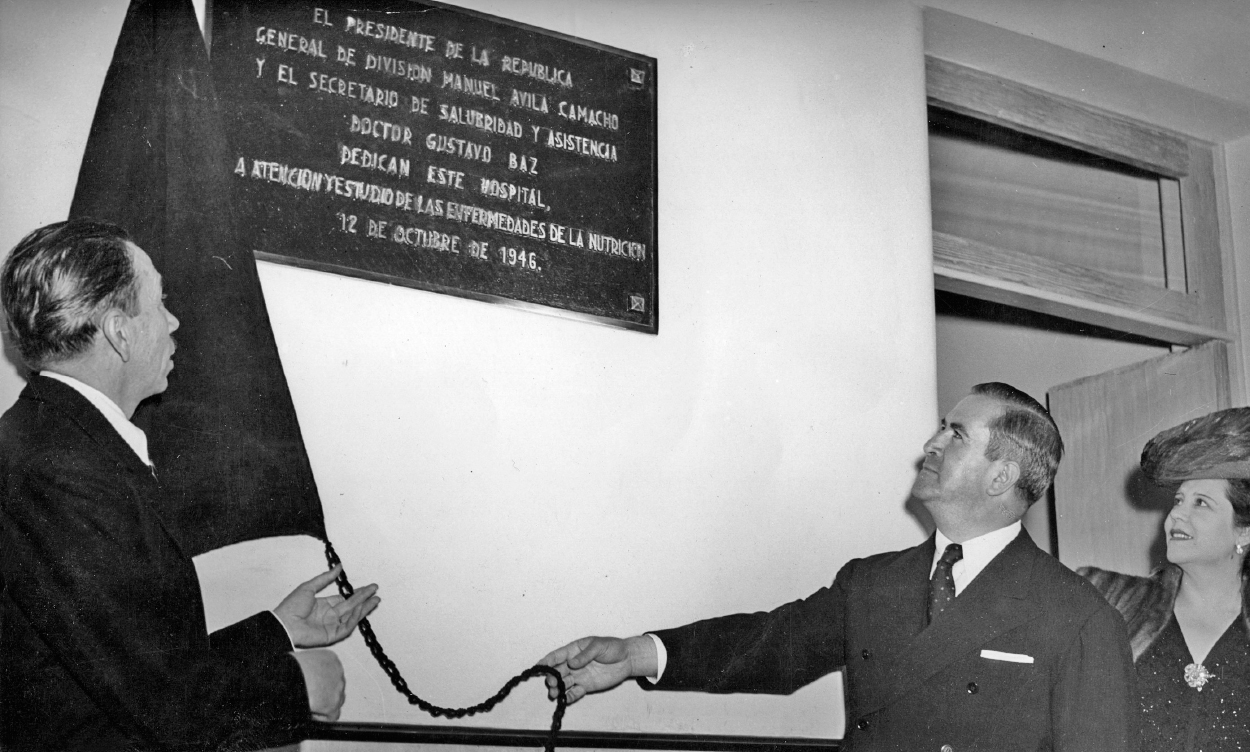 EL PRESIDENTE DE LA REPUBLICA
GENERAL DE DIVISION MANUEL AVILA CAMACHO
Y EL SECRETARIO DE SALUBRIDAD Y ASISTENCIA
DOCTOR GUSTAVO BAZ
DEDICAN ESTE HOSPITAL,
A ATENCION Y ESTUDIO DE LAS ENFERMEDADES DE LA NUTRICION
12 DE OCTUBRE DE 1946.